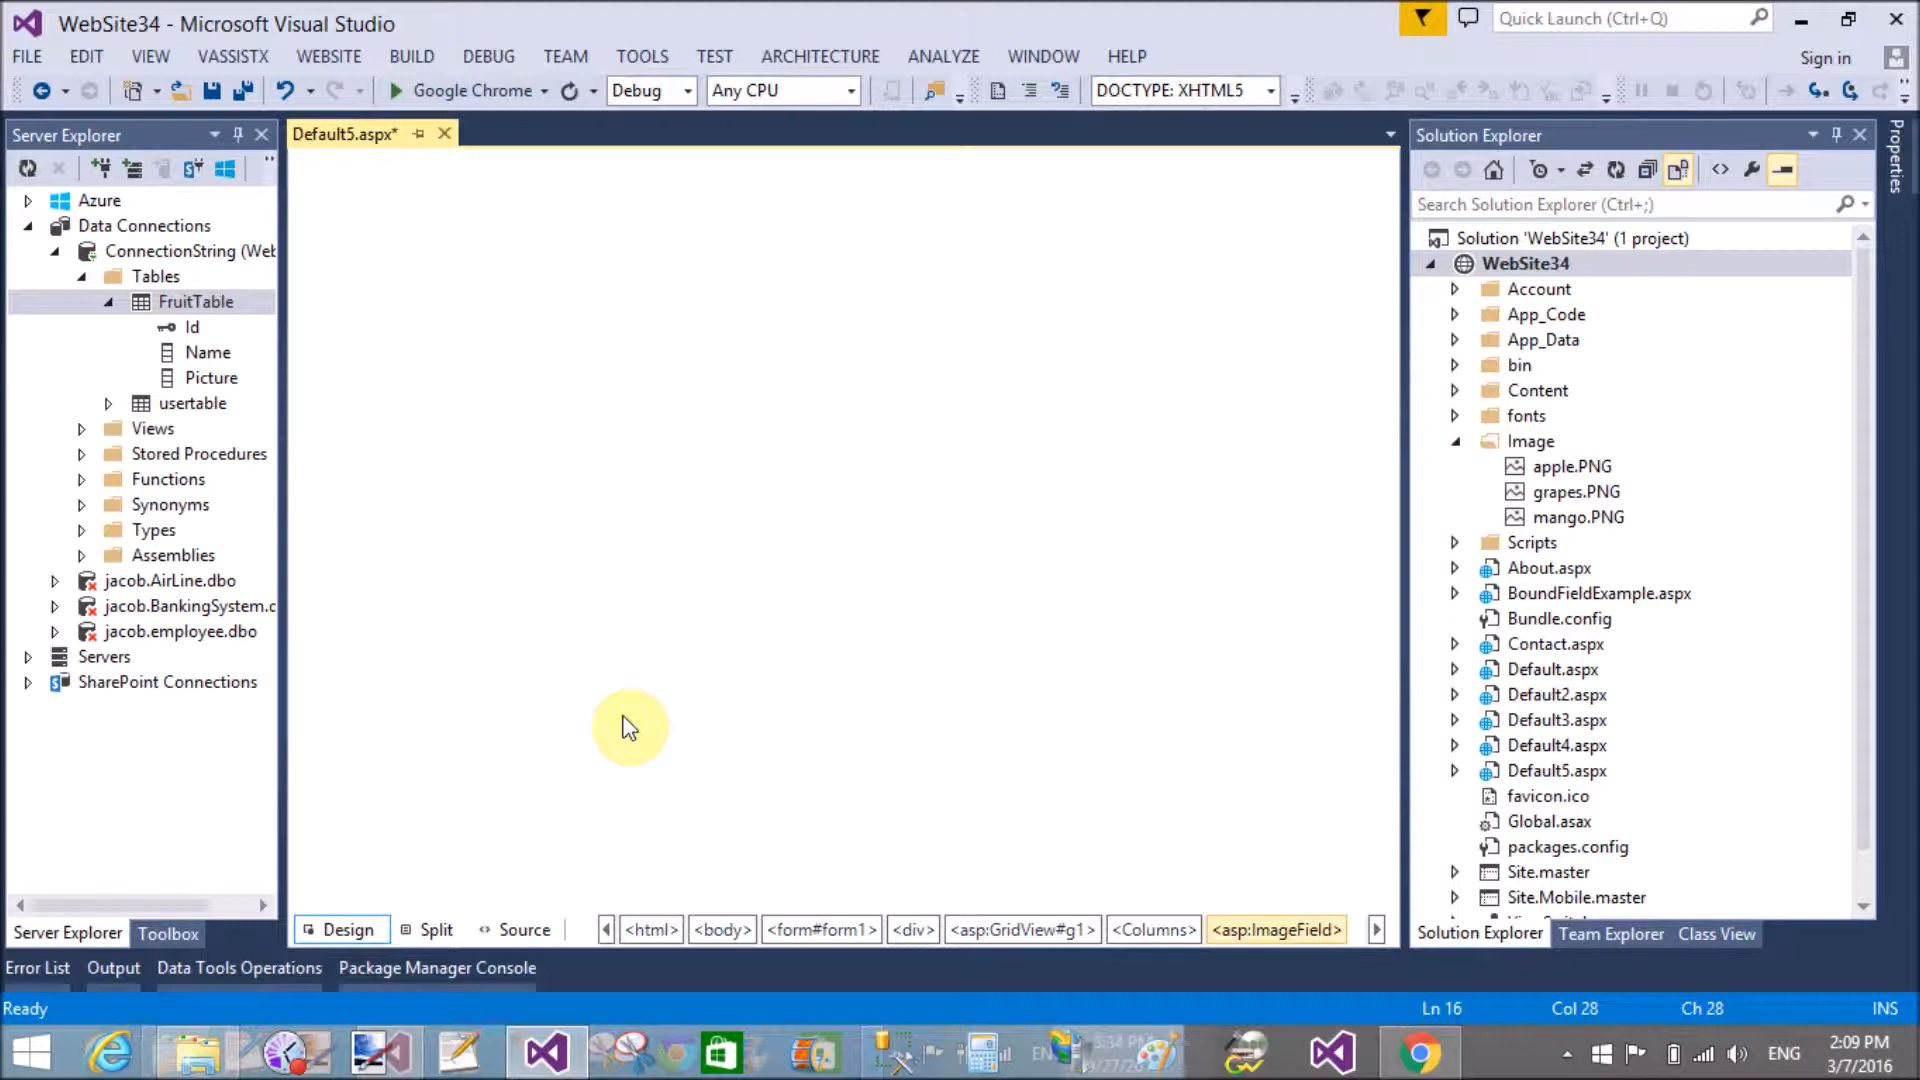 WebSite34 - Microsoft Visual Studio
Quick Launch (Ctrl+Q)
FILE EDIT VIEW VASSISTX WEBSITE BUILD DEBUG TEAM TOOLS TEST ARCHITECTURE ANALYZE WINDOW HELP
Sign in
Google Chrome Debug Any CPU DOCTYPE: XHTML5
Server Explorer
Azure
Data Connections
ConnectionString (Wel
Tables
FruitTable
Id
Name
Picture
usertable
Views
Stored Procedures
Functions
Synonyms
Types
Assemblies
jacob.AirLine.dbo
jacob.BankingSystem.c
jacob.employee.dbo
Servers
SharePoint Connections
Server Explorer Toolbox
Default5.aspx*
Design Split Source
<html> <body> <form#form1> <div> <asp:GridView#g1> <Columns> <asp:ImageField>
Solution Explorer
Search Solution Explorer (Ctrl+;)
Solution 'WebSite34' (1 project)
WebSite34
Account
App_Code
App_Data
bin
Content
fonts
Image
apple.PNG
grapes.PNG
mango.PNG
Scripts
About.aspx
BoundFieldExample.aspx
Bundle.config
Contact.aspx
Default.aspx
Default2.aspx
Default3.aspx
Default4.aspx
Default5.aspx
favicon.ico
Global.asax
packages.config
Site.master
Site.Mobile.master
Solution Explorer Team Explorer Class View
Properties
Error List Output Data Tools Operations Package Manager Console
Ready Ln 16 Col 28 Ch 28 INS
ENG
2:09 PM
3/7/2016